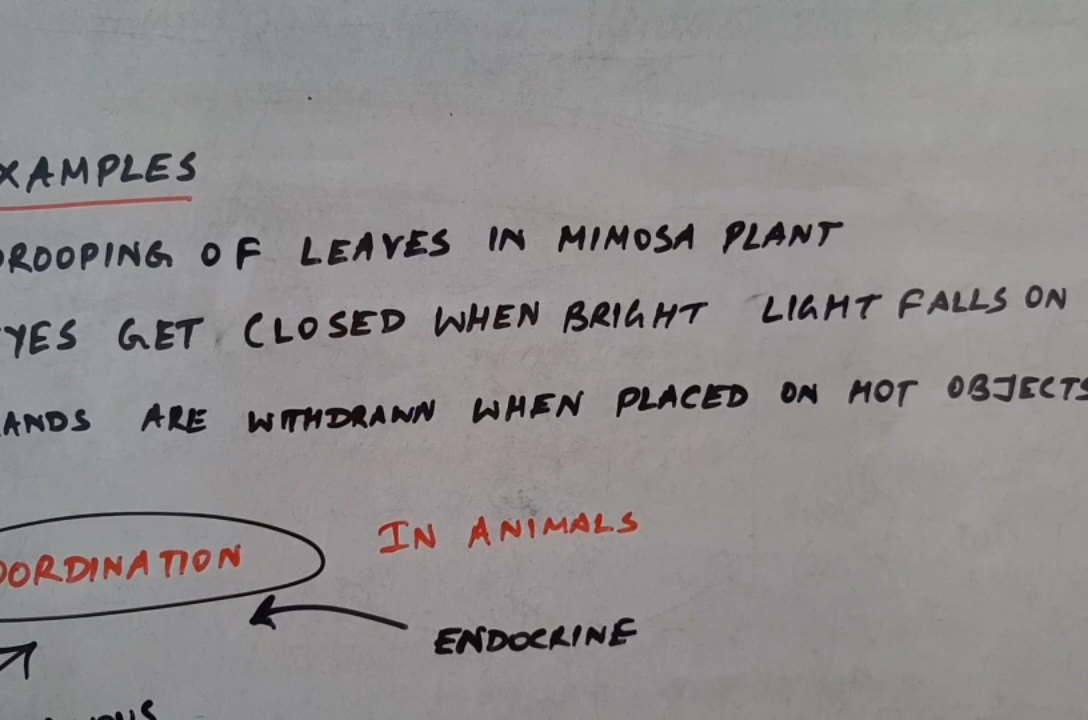 XAMPLES
ROOPING OF LEAVES IN MIMOSA PLANT
YES GET CLOSED WHEN BRIGHT LIGHT FALLS ON
ANDS ARE WITHDRAWN WHEN PLACED ON HOT OBJECTS
OORDINATION IN ANIMALS
ENDOCRINE